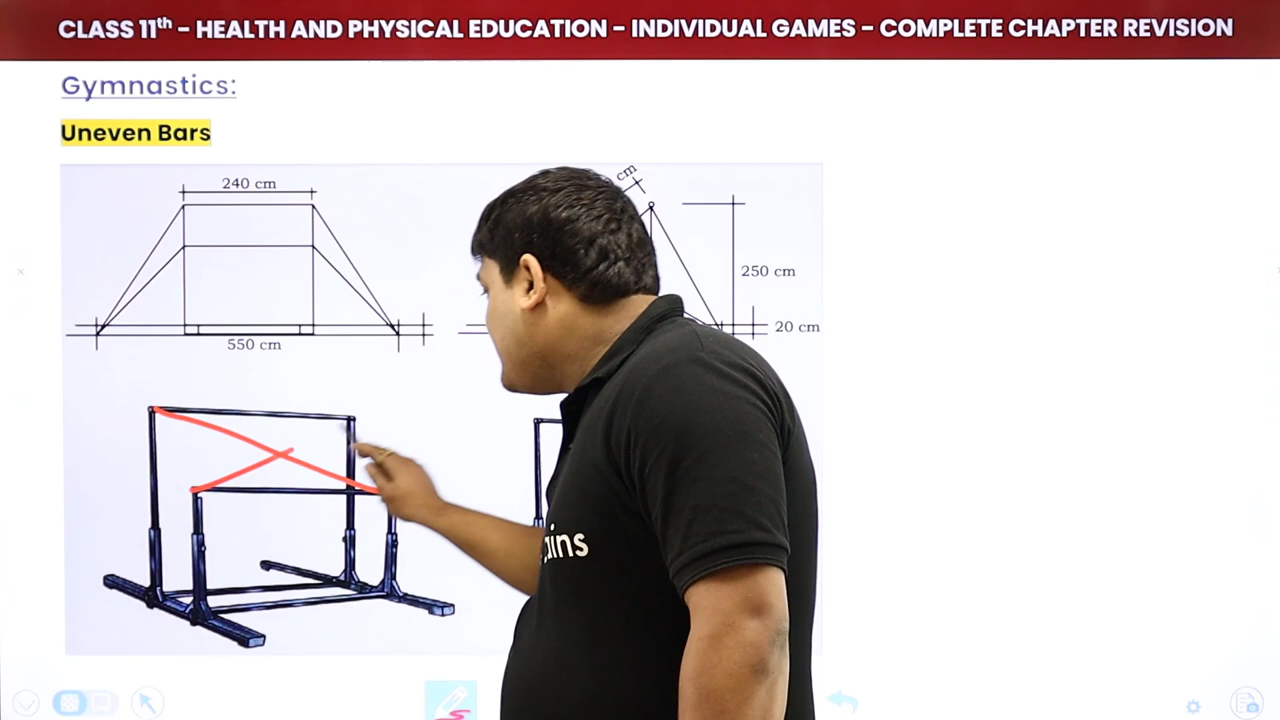 CLASS 11th - HEALTH AND PHYSICAL EDUCATION - INDIVIDUAL GAMES - COMPLETE CHAPTER REVISION
Gymnastics:
Uneven Bars
240 cm
cm
250 cm
20 cm
550 cm